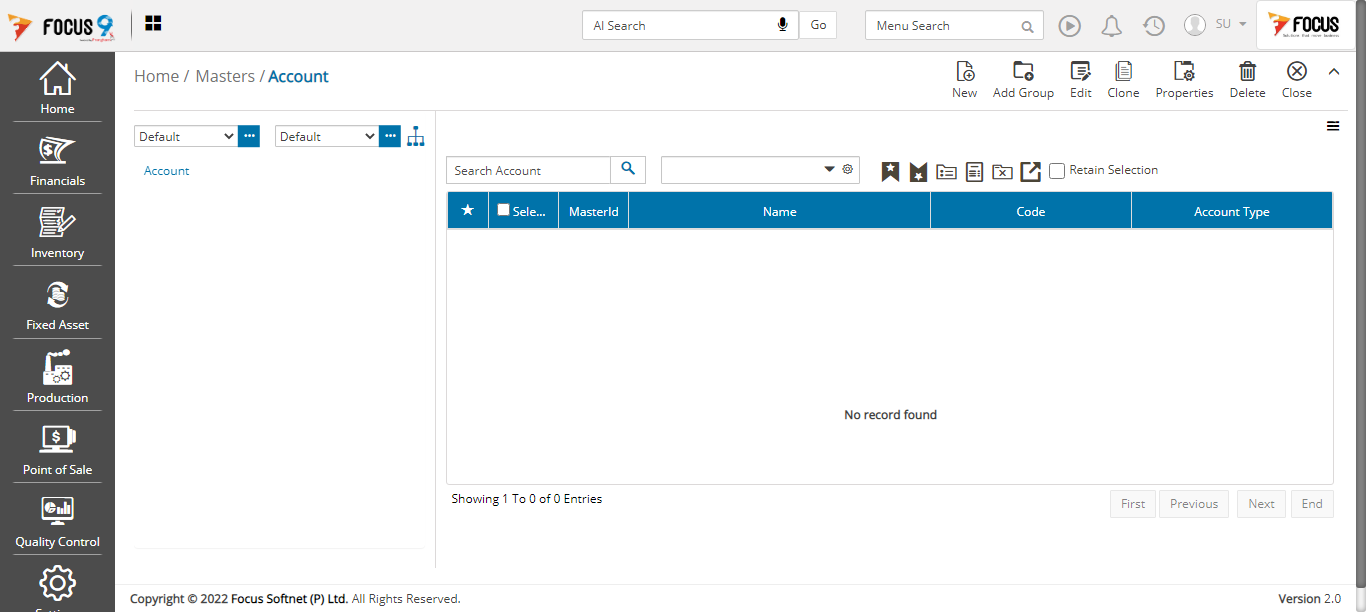 FOCUS 9
AI Search
Go
Menu Search
SU
FOCUS
Home
Financials
Inventory
Fixed Asset
Production
Point of Sale
Quality Control
Home / Masters / Account
New
Add Group
Edit
Clone
Properties
Delete
Close
Default
Default
Account
Search Account
Retain Selection
Sele...
MasterId
Name
Code
Account Type
No record found
Showing 1 To 0 of 0 Entries
First
Previous
Next
End
Copyright © 2022 Focus Softnet (P) Ltd. All Rights Reserved.
Version 2.0